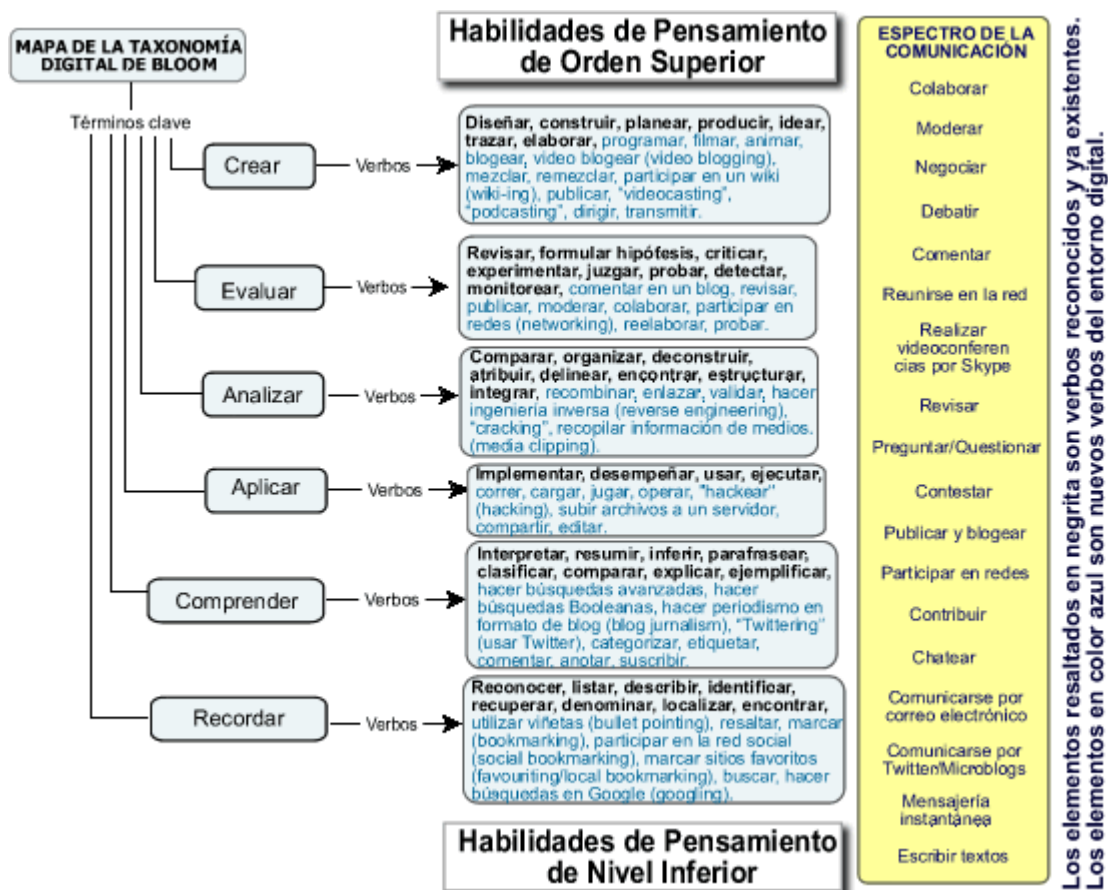 MAPA DE LA TAXONOMÍA
DIGITAL DE BLOOM
Términos clave
Habilidades de Pensamiento
de Orden Superior
Crear
Verbos
Diseñar, construir, planear, producir, idear,
trazar, elaborar, programar, filmar, animar,
blogear, video blogear (video blogging),
mezclar, remezclar, participar en un wiki
(wiki-ing), publicar, "videocasting",
"podcasting", dirigir, transmitir.
Evaluar
Verbos
Revisar, formular hipótesis, criticar,
experimentar, juzgar, probar, detectar,
monitorear, comentar en un blog, revisar,
publicar, moderar, colaborar, participar en
redes (networking), reelaborar, probar.
Analizar
Verbos
Comparar, organizar, deconstruir,
atribuir, delinear, encontrar, estructurar,
integrar, recombinar, enlazar, validar, hacer
ingeniería inversa (reverse engineering),
"cracking", recopilar información de medios.
(media clipping).
Aplicar
Verbos
Implementar, desempeñar, usar, ejecutar,
correr, cargar, jugar, operar, "hackear"
(hacking), subir archivos a un servidor,
compartir, editar.
Comprender
Verbos
Interpretar, resumir, inferir, parafrasear,
clasificar, comparar, explicar, ejemplificar,
hacer búsquedas avanzadas, hacer
búsquedas Booleanas, hacer periodismo en
formato de blog (blog jurnalism), "Twittering"
(usar Twitter), categorizar, etiquetar,
comentar, anotar, suscribir.
Recordar
Verbos
Reconocer, listar, describir, identificar,
recuperar, denominar, localizar, encontrar,
utilizar viñetas (bullet pointing), resaltar, marcar
(bookmarking), participar en la red social
(social bookmarking), marcar sitios favoritos
(favouriting/local bookmarking), buscar, hacer
búsquedas en Google (googling).
Habilidades de Pensamiento
de Nivel Inferior
ESPECTRO DE LA
COMUNICACIÓN
Colaborar
Moderar
Negociar
Debatir
Comentar
Reunirse en la red
Realizar
videoconferen
cias por Skype
Revisar
Preguntar/Questionar
Contestar
Publicar y blogear
Participar en redes
Contribuir
Chatear
Comunicarse por
correo electrónico
Comunicarse por
Twitter/Microblogs
Mensajería
instantánea
Escribir textos
Los elementos resaltados en negrita son verbos reconocidos y ya existentes.
Los elementos en color azul son nuevos verbos del entorno digital.